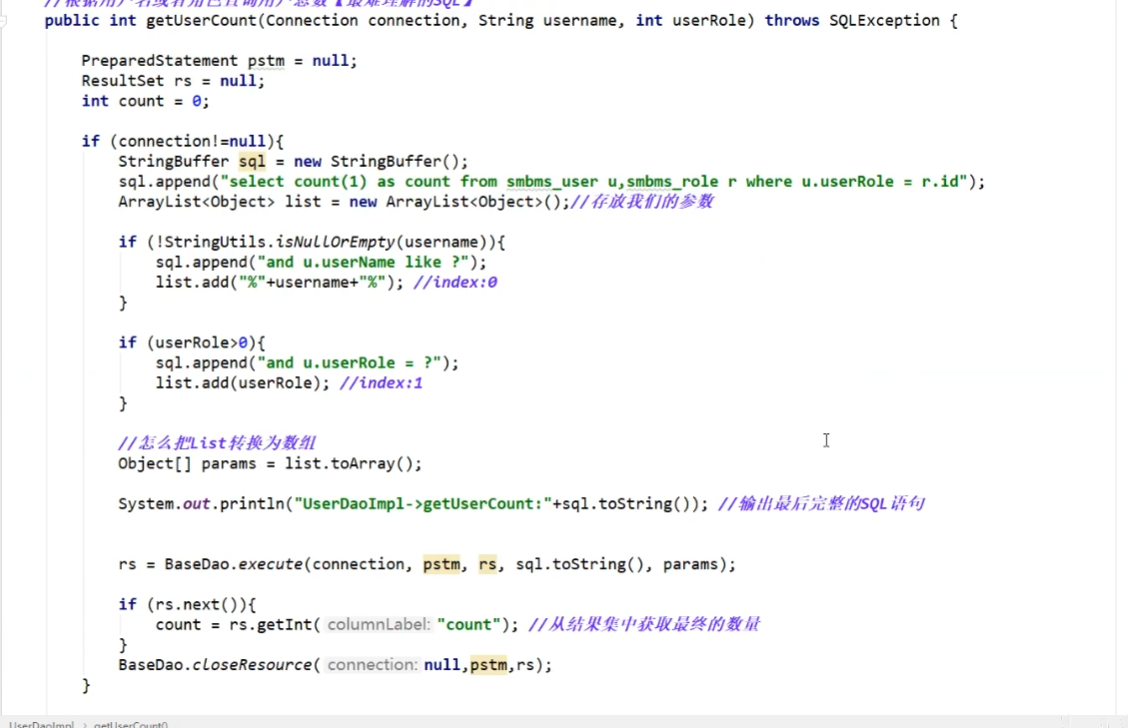 //根据用户名或者角色查询用户总数【最难理解的SQL】
public int getUserCount(Connection connection, String username, int userRole) throws SQLException {
PreparedStatement pstm = null;
ResultSet rs = null;
int count = 0;
if (connection!=null){
StringBuffer sql = new StringBuffer();
sql.append("select count(1) as count from smbms_user u,smbms_role r where u.userRole = r.id");
ArrayList<Object> list = new ArrayList<Object>();//存放我们的参数
if (!StringUtils.isNullOrEmpty(username)){
sql.append("and u.userName like ?");
list.add("%"+username+"%"); //index:0
}
if (userRole>0){
sql.append("and u.userRole = ?");
list.add(userRole); //index:1
}
//怎么把List转换为数组
Object[] params = list.toArray();
System.out.println("UserDaoImpl->getUserCount:"+sql.toString()); //输出最后完整的SQL语句
rs = BaseDao.execute(connection, pstm, rs, sql.toString(), params);
if (rs.next()){
count = rs.getInt( columnLabel: "count"); //从结果集中获取最终的数量
}
BaseDao.closeResource( connection: null,pstm,rs);
}
UserDaoImpl > getUserCount()